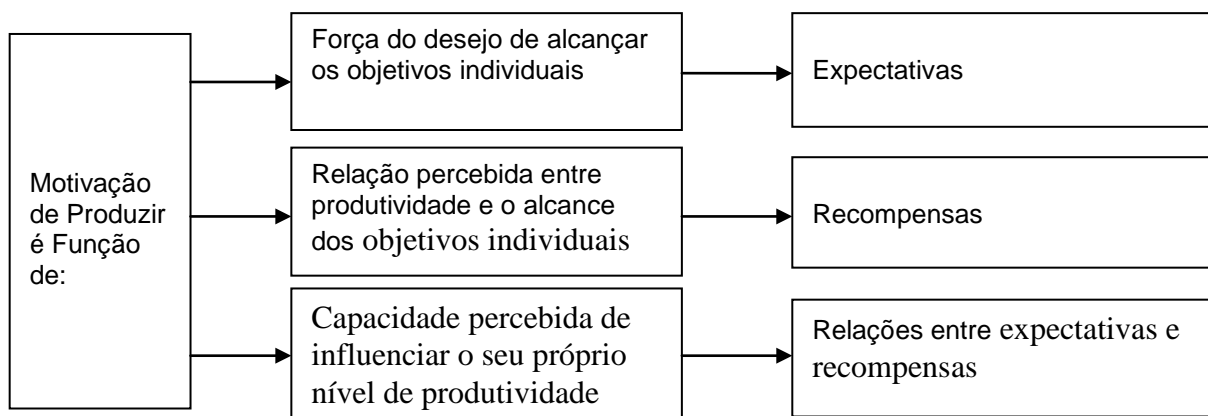 Motivação
de Produzir
é Função
de:
Força do desejo de alcançar
os objetivos individuais
Expectativas
Relação percebida entre
produtividade e o alcance
dos objetivos individuais
Recompensas
Capacidade percebida de
influenciar o seu próprio
nível de produtividade
Relações entre expectativas e
recompensas